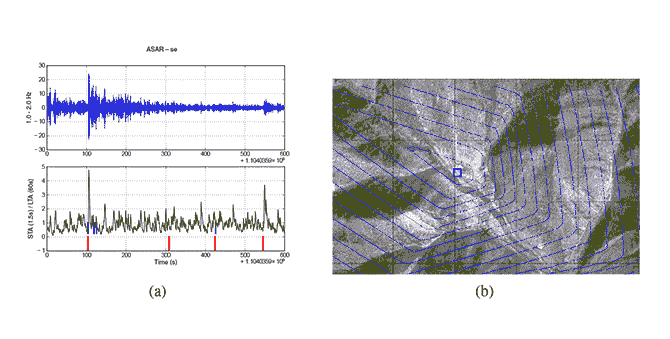 ASAR – se
30
20
10
0
−10
−20
−30
1.0 - 2.0 Hz
0 100 200 300 400 500 600
+ 1.1040359× 10⁹
5
4
3
2
1
0
−1
STA (1.5s) / LTA (60s)
0 100 200 300 400 500 600
Time (s)
+ 1.1040359× 10⁹
(a)
(b)